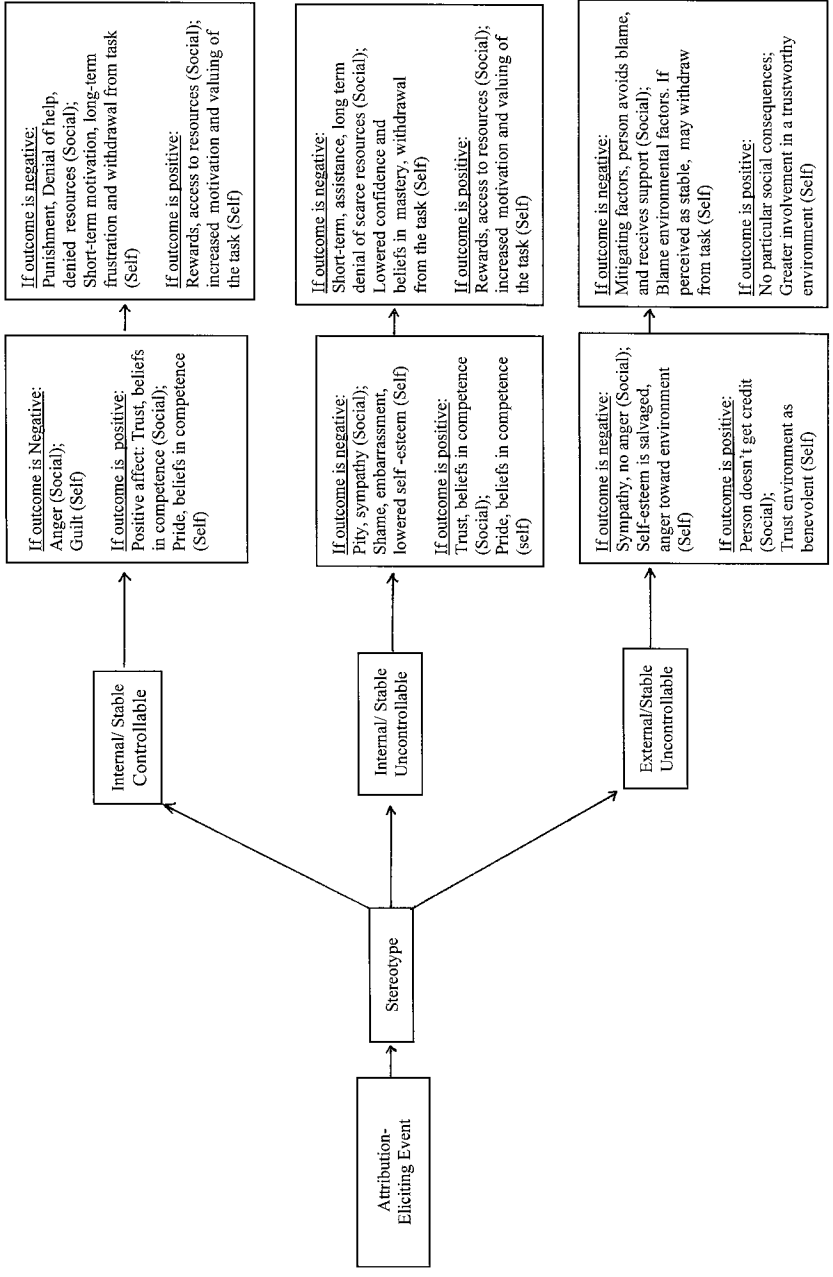 Attribution-
Eliciting Event
Stereotype
Internal/ Stable
Controllable
If outcome is Negative:
Anger (Social);
Guilt (Self)
If outcome is positive:
Positive affect: Trust, beliefs
in competence (Social);
Pride, beliefs in competence
(Self)
If outcome is negative:
Punishment, Denial of help,
denied resources (Social);
Short-term motivation, long-term
frustration and withdrawal from task
(Self)
If outcome is positive:
Rewards, access to resources (Social);
increased motivation and valuing of
the task (Self)
Internal/ Stable
Uncontrollable
If outcome is negative:
Pity, sympathy (Social);
Shame, embarrassment,
lowered self-esteem (Self)
If outcome is positive:
Trust, beliefs in competence
(Social);
Pride, beliefs in competence
(self)
If outcome is negative:
Short-term, assistance, long term
denial of scarce resources (Social);
Lowered confidence and
beliefs in mastery, withdrawal
from the task (Self)
If outcome is positive:
Rewards, access to resources (Social);
increased motivation and valuing of
the task (Self)
External/Stable
Uncontrollable
If outcome is negative:
Sympathy, no anger (Social);
Self-esteem is salvaged,
anger toward environment
(Self)
If outcome is positive:
Person doesn't get credit
(Social);
Trust environment as
benevolent (Self)
If outcome is negative:
Mitigating factors, person avoids blame,
and receives support (Social);
Blame environmental factors. If
perceived as stable, may withdraw
from task (Self)
If outcome is positive:
No particular social consequences;
Greater involvement in a trustworthy
environment (Self)